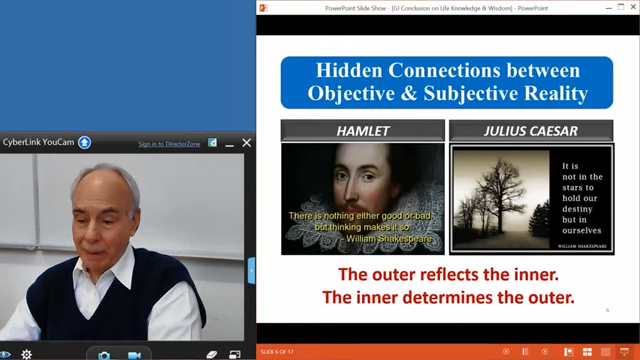 PowerPoint Slide Show - [GJ Conclusion on Life Knowledge & Wisdom] - PowerPoint
Hidden Connections between
Objective & Subjective Reality
CyberLink YouCam
Sign in to DirectorZone
HAMLET
There is nothing either good or bad
but thinking makes it so.
- William Shakespeare
JULIUS CAESAR
It is
not in the
stars to
hold our
destiny
but in
ourselves
WILLIAM SHAKESPEARE
The outer reflects the inner.
The inner determines the outer.
6
SLIDE 6 OF 17